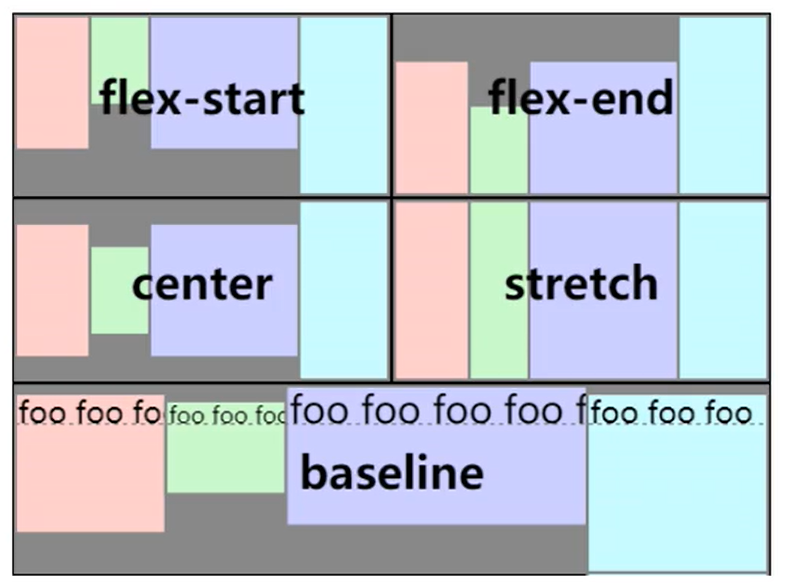 flex-start
flex-end
center
stretch
foo foo fo
foo foo foo
foo foo foo foo f
foo foo foo
baseline